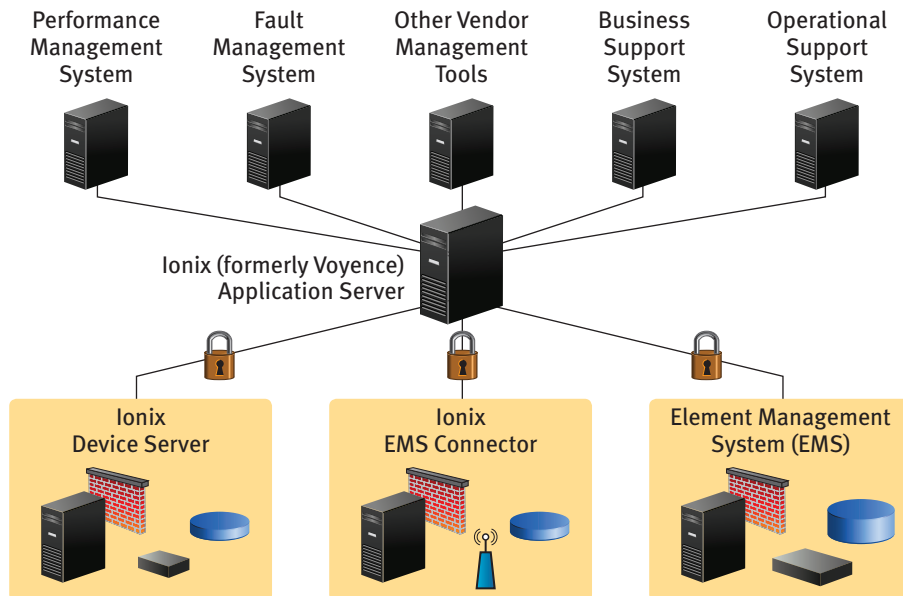 Performance
Management
System
Fault
Management
System
Other Vendor
Management
Tools
Business
Support
System
Operational
Support
System
Ionix (formerly Voyence)
Application Server
Ionix
Device Server
Ionix
EMS Connector
Element Management
System (EMS)